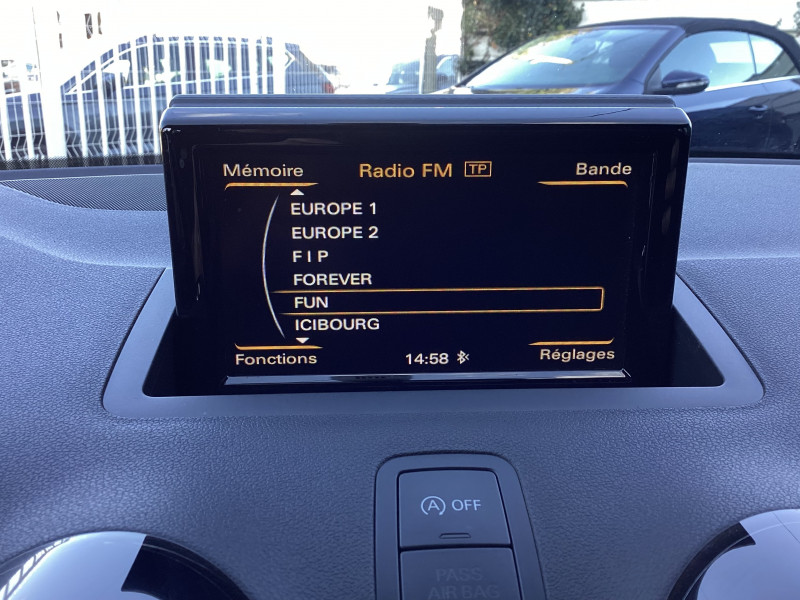 Mémoire Radio FM TP Bande
EUROPE 1
EUROPE 2
F I P
FOREVER
FUN
ICIBOURG
Fonctions 14:58 Réglages
A OFF
PASS
AIR BAG